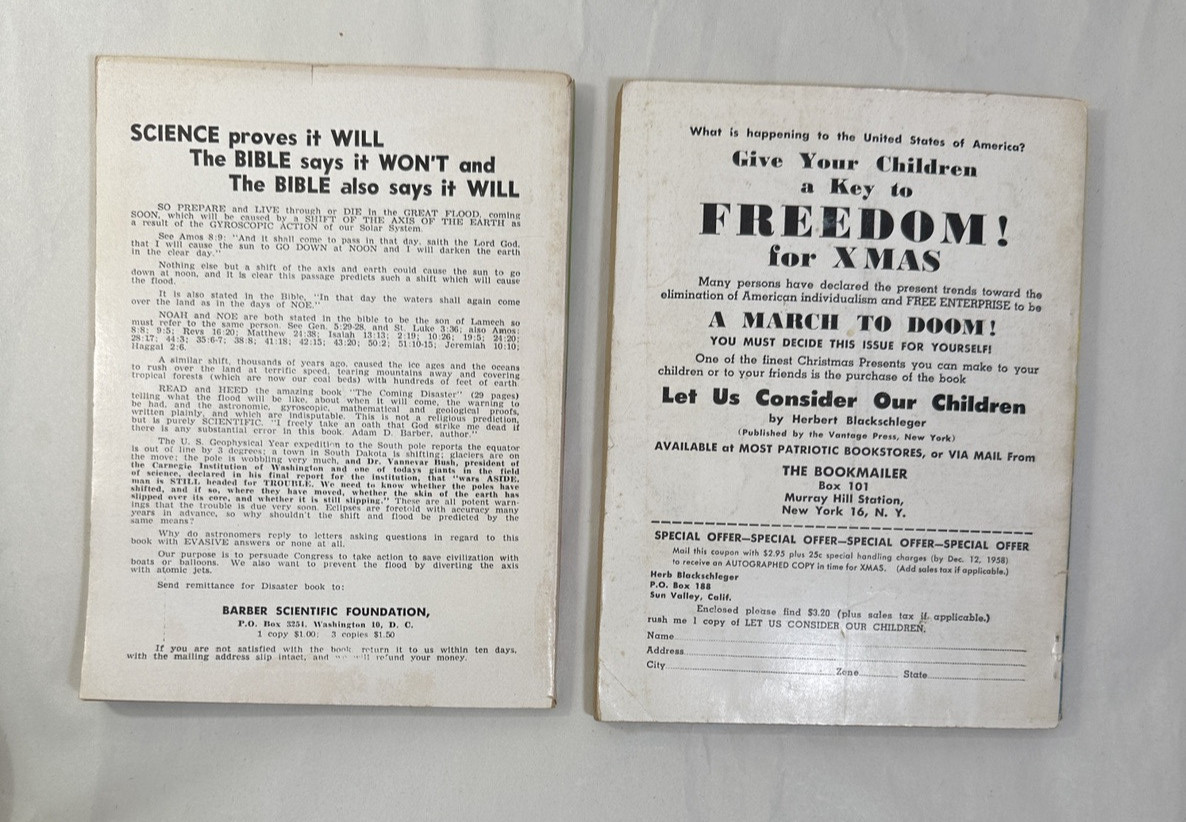 SCIENCE proves it WILL
The BIBLE says it WON'T and
The BIBLE also says it WILL
SO PREPARE and LIVE through or DIE in the GREAT FLOOD, coming
SOON, which will be caused by a SHIFT OF THE AXIS OF THE EARTH as
a result of the GYROSCOPIC ACTION of our Solar System.
See Amos 8:9: "And it shall come to pass in that day, saith the Lord God,
that I will cause the sun to GO DOWN at NOON and I will darken the earth
in the clear day."
Nothing else but a shift of the axis and earth could cause the sun to go
down at noon, and it is clear this passage predicts such a shift which will cause
the flood.
It is also stated in the Bible, "In that day the waters shall again come
over the land as in the days of NOE."
NOAH and NOE are both stated in the bible to be the son of Lamech so
must refer to the same person. See Gen. 5:29-28, and St. Luke 3:36; also Amos:
8:8; 9:5; Revs 16:20; Matthew 24:38; Isaiah 13:13; 2:19; 10:26; 19:5; 24:20;
28:17; 44:3; 35:6-7; 38:8; 41:18; 42:15; 43:20; 50:2; 51:10-15; Jeremiah 10:10;
Haggai 2:6.
A similar shift, thousands of years ago, caused the ice ages and the oceans
to rush over the land at terrific speed, tearing mountains away and covering
tropical forests (which are now our coal beds) with hundreds of feet of earth
READ and HEED the amazing book "The Coming Disaster" (29 pages)
telling what the flood will be like, about when it will come, the warning to
be had, and the astronomic, gyroscopic, mathematical and geological proofs,
written plainly, and which are indisputable. This is not a religious prediction,
but is purely SCIENTIFIC. "I freely take an oath that God strike me dead if
there is any substantial error in this book. Adam D. Barber, author."
The U. S. Geophysical Year expedition to the South pole reports the equator
is out of line by 3 degrees; a town in South Dakota is shifting; glaciers are on
the move; the pole is wobbling very much, and Dr. Vannevar Bush, president of
the Carnegie Institution of Washington and one of todays giants in the field
of science, declared in his final report for the institution, that "wars ASIDE,
man is STILL headed for TROUBLE. We need to know whether the poles have
shifted, and if so, where they have moved, whether the skin of the earth has
slipped over its core, and whether it is still slipping." These are all potent warn-
ings that the trouble is due very soon. Eclipses are foretold with accuracy many
years in advance, so why shouldn't the shift and flood be predicted by the
same means?
Why do astronomers reply to letters asking questions in regard to this
book with EVASIVE answers or none at all.
Our purpose is to persuade Congress to take action to save civilization with
boats or balloons. We also want to prevent the flood by diverting the axis
with atomic jets.
Send remittance for Disaster book to:
BARBER SCIENTIFIC FOUNDATION,
P.O. Box 3254, Washington 10, D. C.
1 copy $1.00; 3 copies $1.50
If you are not satisfied with the book return it to us within ten days,
with the mailing address slip intact, and we will refund your money.
What is happening to the United States of America?
Give Your Children
a Key to
FREEDOM!
for XMAS
Many persons have declared the present trends toward the
elimination of American individualism and FREE ENTERPRISE to be
A MARCH TO DOOM!
YOU MUST DECIDE THIS ISSUE FOR YOURSELF!
One of the finest Christmas Presents you can make to your
children or to your friends is the purchase of the book
Let Us Consider Our Children
by Herbert Blackschleger
(Published by the Vantage Press, New York)
AVAILABLE at MOST PATRIOTIC BOOKSTORES, or VIA MAIL From
THE BOOKMAILER
Box 101
Murray Hill Station,
New York 16, N. Y.
SPECIAL OFFER—SPECIAL OFFER—SPECIAL OFFER—SPECIAL OFFER
Mail this coupon with $2.95 plus 25c special handling charges (by Dec. 12, 1958)
to receive an AUTOGRAPHED COPY in time for XMAS. (Add sales tax if applicable.)
Herb Blackschleger
P.O. Box 188
Sun Valley, Calif.
Enclosed please find $3.20 (plus sales tax if applicable.)
rush me 1 copy of LET US CONSIDER OUR CHILDREN.
Name
Address
City Zone State